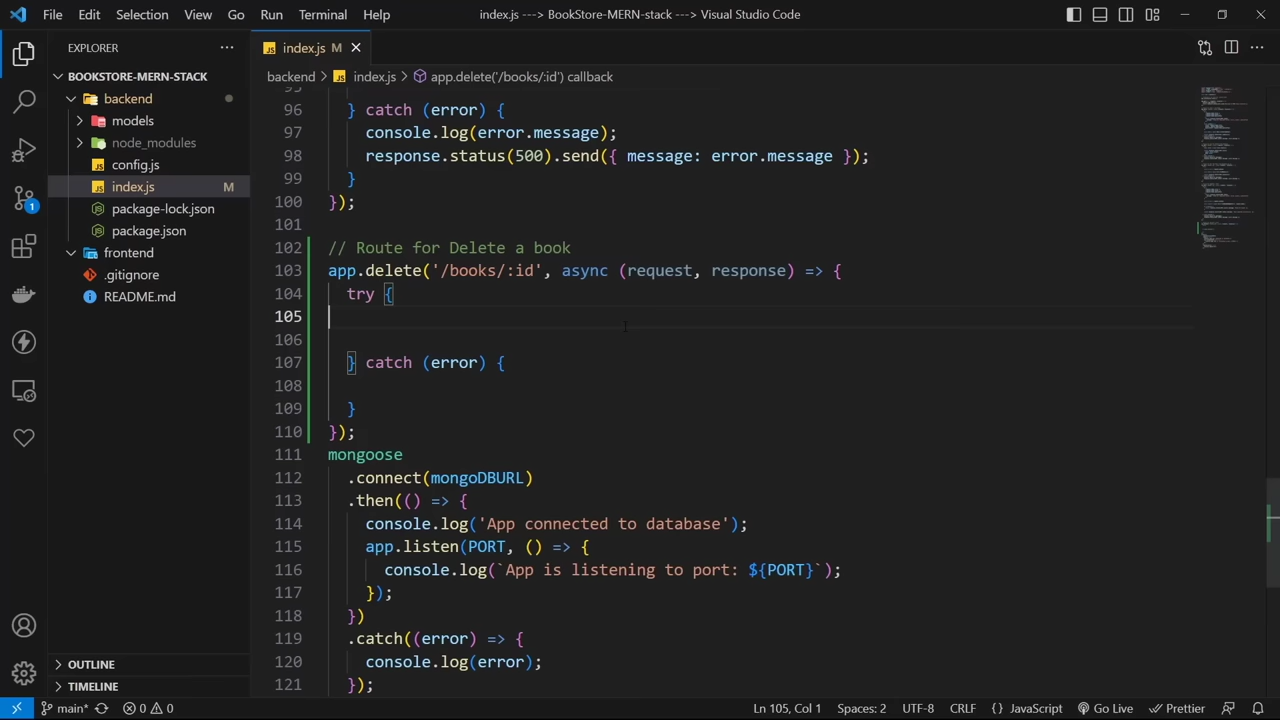 File Edit Selection View Go Run Terminal Help
index.js ---> BookStore-MERN-stack ---> Visual Studio Code
EXPLORER
BOOKSTORE-MERN-STACK
backend
models
node_modules
config.js
index.js M
package-lock.json
package.json
frontend
.gitignore
README.md
OUTLINE
TIMELINE
1
JS index.js M
backend > JS index.js > app.delete('/books/:id') callback
96 } catch (error) {
97 console.log(error.message);
98 response.status(500).send({ message: error.message });
99 }
100 });
101
102 // Route for Delete a book
103 app.delete('/books/:id', async (request, response) => {
104 try {
105
106
107 } catch (error) {
108
109 }
110 });
111 mongoose
112 .connect(mongoDBURL)
113 .then(() => {
114 console.log('App connected to database');
115 app.listen(PORT, () => {
116 console.log(`App is listening to port: ${PORT}`);
117 });
118 })
119 .catch((error) => {
120 console.log(error);
121 });
main* 0 0 Ln 105, Col 1 Spaces: 2 UTF-8 CRLF {} JavaScript Go Live Prettier